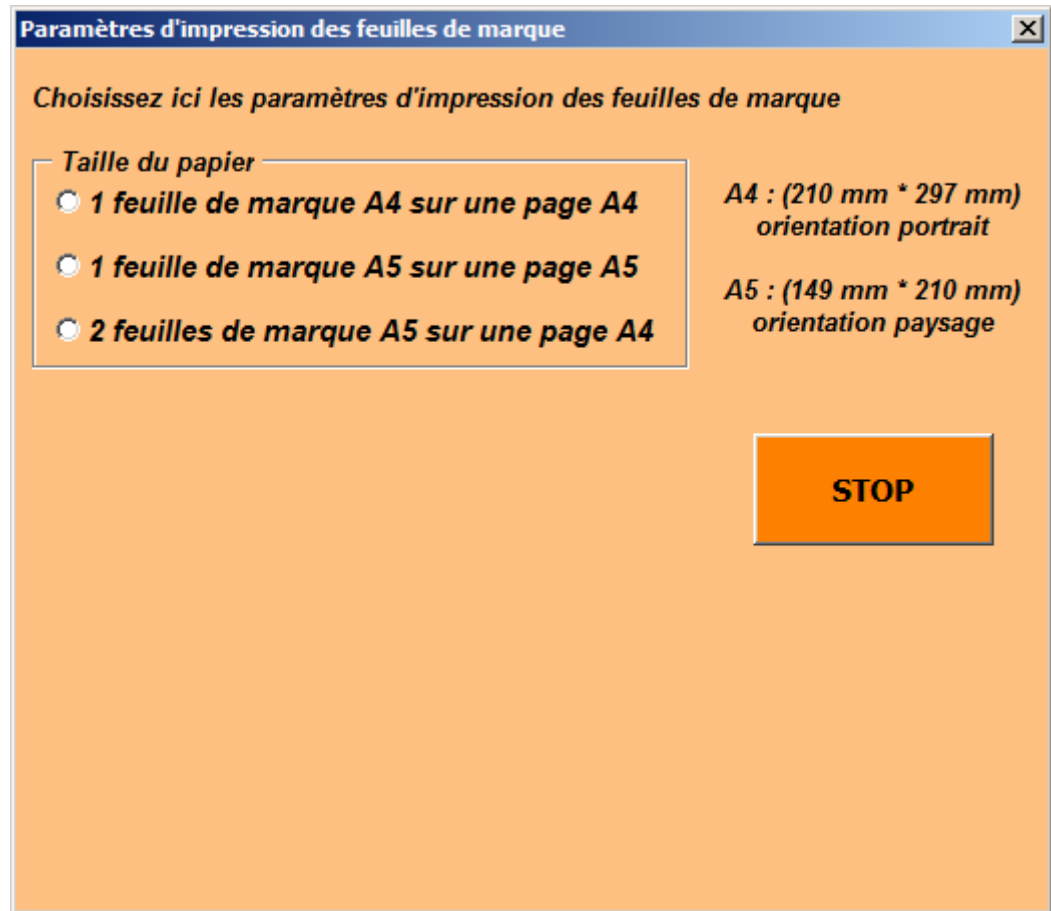 Paramètres d'impression des feuilles de marque
Choisissez ici les paramètres d'impression des feuilles de marque
Taille du papier
1 feuille de marque A4 sur une page A4
1 feuille de marque A5 sur une page A5
2 feuilles de marque A5 sur une page A4
A4 : (210 mm * 297 mm)
orientation portrait
A5 : (149 mm * 210 mm)
orientation paysage
STOP